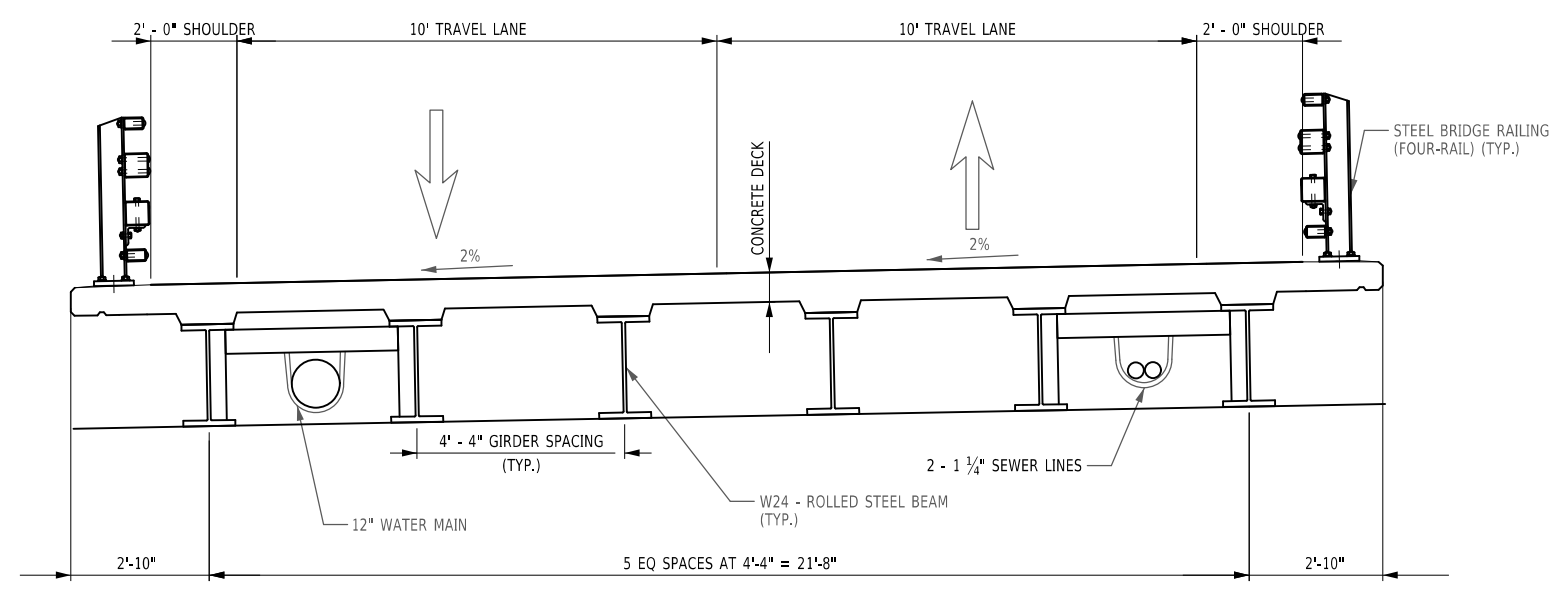 2' - 0" SHOULDER
10' TRAVEL LANE
10' TRAVEL LANE
2' - 0" SHOULDER
STEEL BRIDGE RAILING
(FOUR-RAIL) (TYP.)
CONCRETE DECK
2%
2%
4' - 4" GIRDER SPACING
(TYP.)
2 - 1 1/4" SEWER LINES
W24 - ROLLED STEEL BEAM
(TYP.)
12" WATER MAIN
2'-10"
5 EQ SPACES AT 4'-4" = 21'-8"
2'-10"